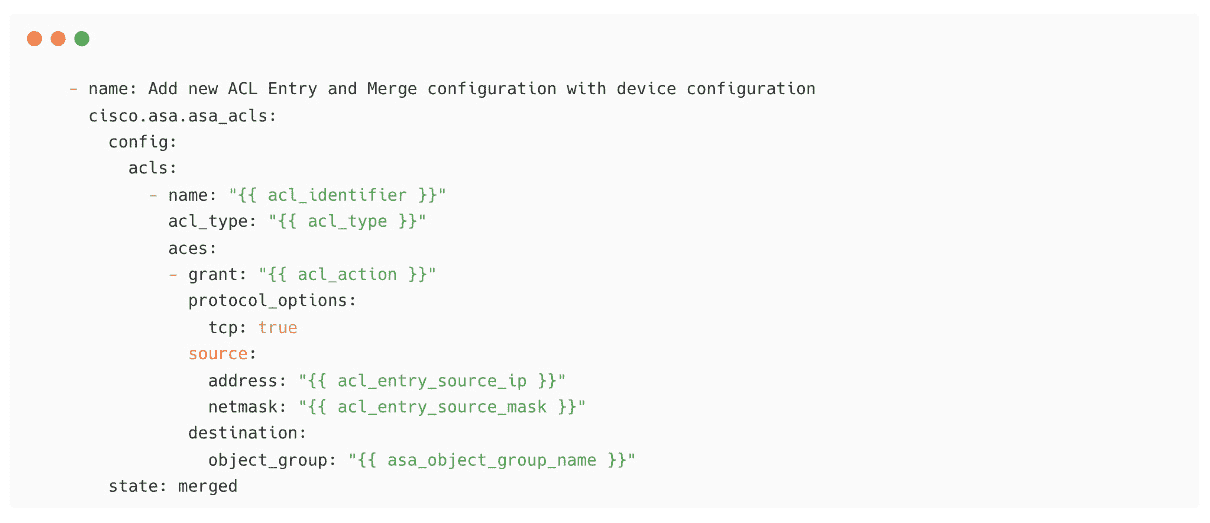 - name: Add new ACL Entry and Merge configuration with device configuration
  cisco.asa.asa_acls:
    config:
      acls:
        - name: "{{ acl_identifier }}"
          acl_type: "{{ acl_type }}"
          aces:
          - grant: "{{ acl_action }}"
            protocol_options:
              tcp: true
            source:
              address: "{{ acl_entry_source_ip }}"
              netmask: "{{ acl_entry_source_mask }}"
            destination:
              object_group: "{{ asa_object_group_name }}"
    state: merged